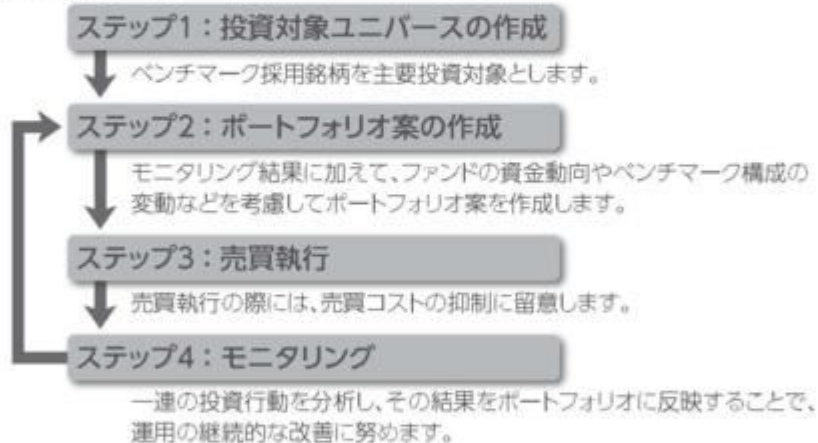 ステップ1：投資対象ユニバースの作成
ベンチマーク採用銘柄を主要投資対象とします。
ステップ2：ポートフォリオ案の作成
モニタリング結果に加えて、ファンドの資金動向やベンチマーク構成の
変動などを考慮してポートフォリオ案を作成します。
ステップ3：売買執行
売買執行の際には、売買コストの抑制に留意します。
ステップ4：モニタリング
一連の投資行動を分析し、その結果をポートフォリオに反映することで、
運用の継続的な改善に努めます。